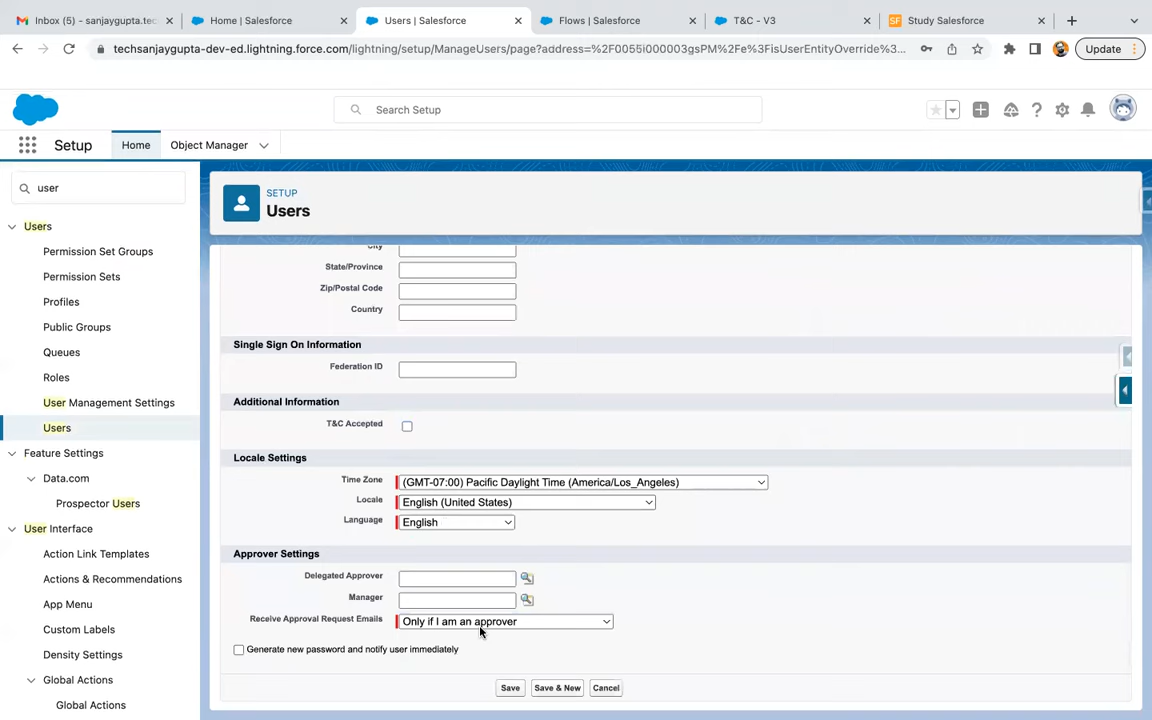 Inbox (5) - sanjaygupta.tec
Home | Salesforce
Users | Salesforce
Flows | Salesforce
T&C - V3
SF
Study Salesforce
techsanjaygupta-dev-ed.lightning.force.com/lightning/setup/ManageUsers/page?address=%2F0055i000003gsPM%2Fe%3FisUserEntityOverride%3...
Update
Search Setup
Setup
Home
Object Manager
user
SETUP
Users
Users
Permission Set Groups
Permission Sets
Profiles
Public Groups
Queues
Roles
User Management Settings
Users
Feature Settings
Data.com
Prospector Users
User Interface
Action Link Templates
Actions & Recommendations
App Menu
Custom Labels
Density Settings
Global Actions
Global Actions
City
State/Province
Zip/Postal Code
Country
Single Sign On Information
Federation ID
Additional Information
T&C Accepted
Locale Settings
Time Zone (GMT-07:00) Pacific Daylight Time (America/Los_Angeles)
Locale English (United States)
Language English
Approver Settings
Delegated Approver
Manager
Receive Approval Request Emails Only if I am an approver
Generate new password and notify user immediately
Save Save & New Cancel